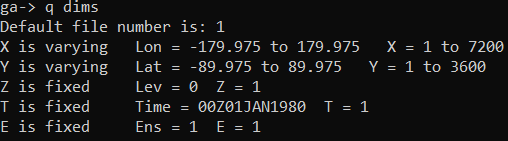 ga-> q dims
Default file number is: 1
X is varying   Lon = -179.975 to 179.975   X = 1 to 7200
Y is varying   Lat = -89.975 to 89.975   Y = 1 to 3600
Z is fixed     Lev = 0  Z = 1
T is fixed     Time = 00Z01JAN1980  T = 1
E is fixed     Ens = 1  E = 1